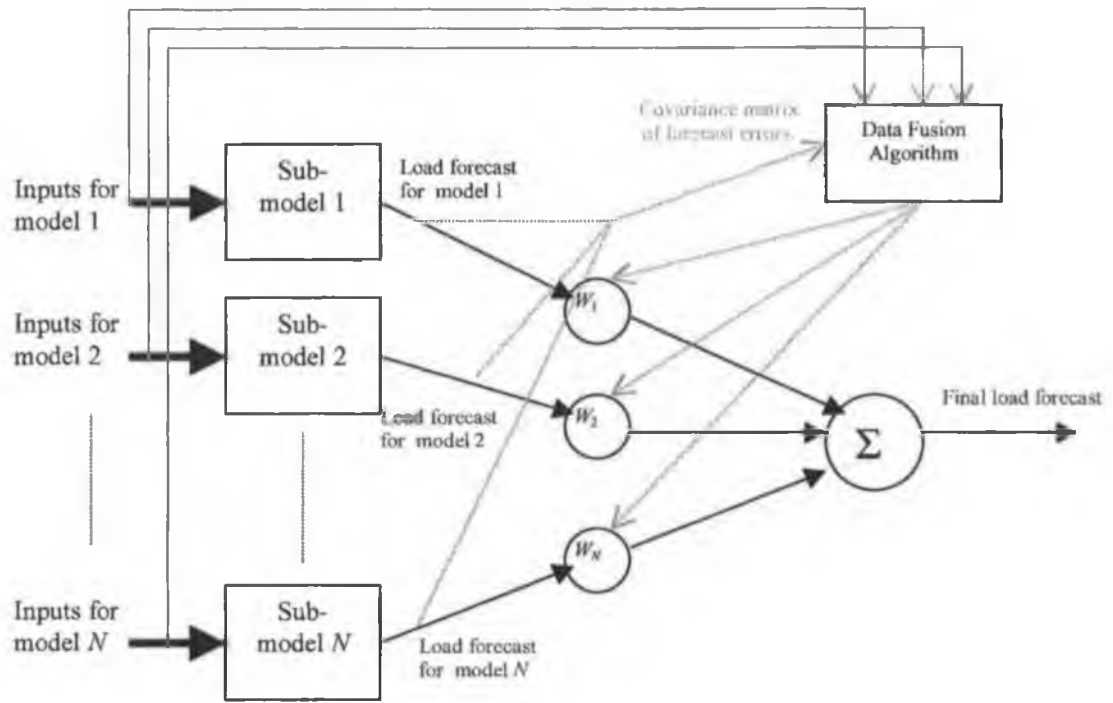 Covariance matrix
of forecast errors
Data Fusion
Algorithm
Inputs for
model 1
Sub-
model 1
Load forecast
for model 1
W1
Inputs for
model 2
Sub-
model 2
Load forecast
for model 2
W2
Final load forecast
Σ
Inputs for
model N
Sub-
model N
WN
Load forecast
for model N